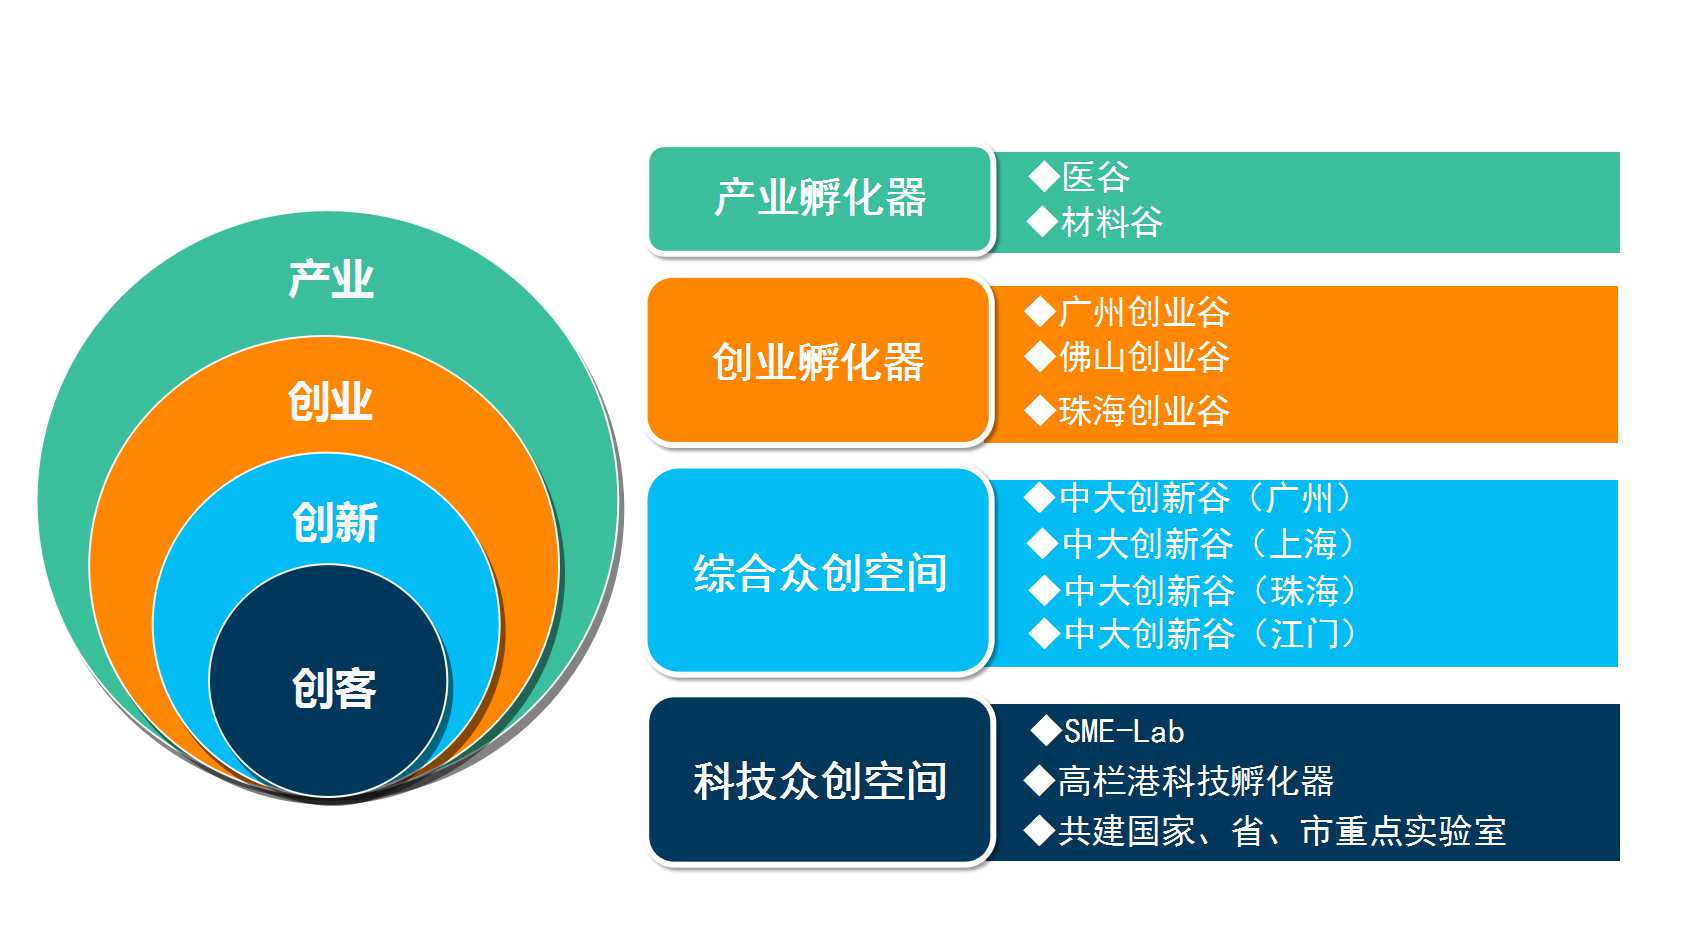 产业
创业
创新
创客
产业孵化器
◆医谷
◆材料谷
创业孵化器
◆广州创业谷
◆佛山创业谷
◆珠海创业谷
综合众创空间
◆中大创新谷（广州）
◆中大创新谷（上海）
◆中大创新谷（珠海）
◆中大创新谷（江门）
科技众创空间
◆SME-Lab
◆高栏港科技孵化器
◆共建国家、省、市重点实验室